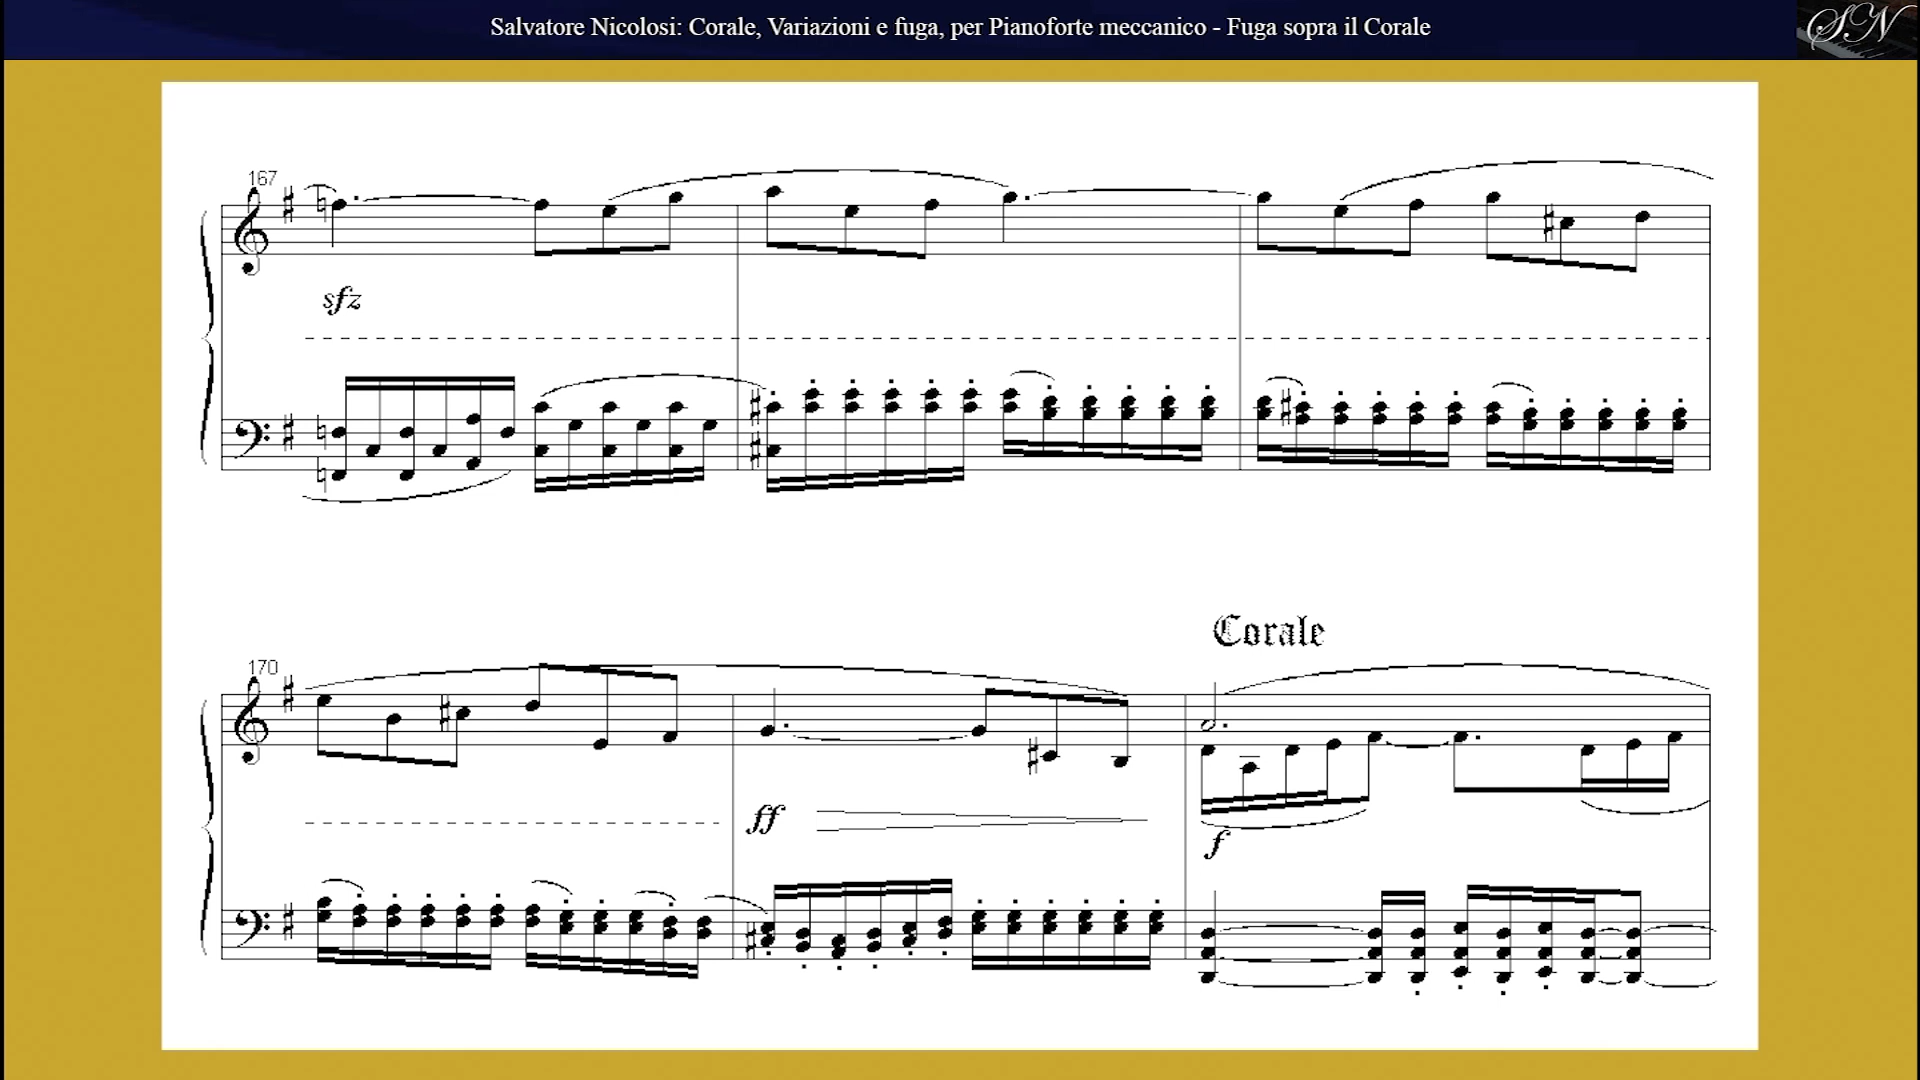 Salvatore Nicolosi: Corale, Variazioni e fuga, per Pianoforte meccanico - Fuga sopra il Corale
SN
167
sfz
Corale
170
ff
f